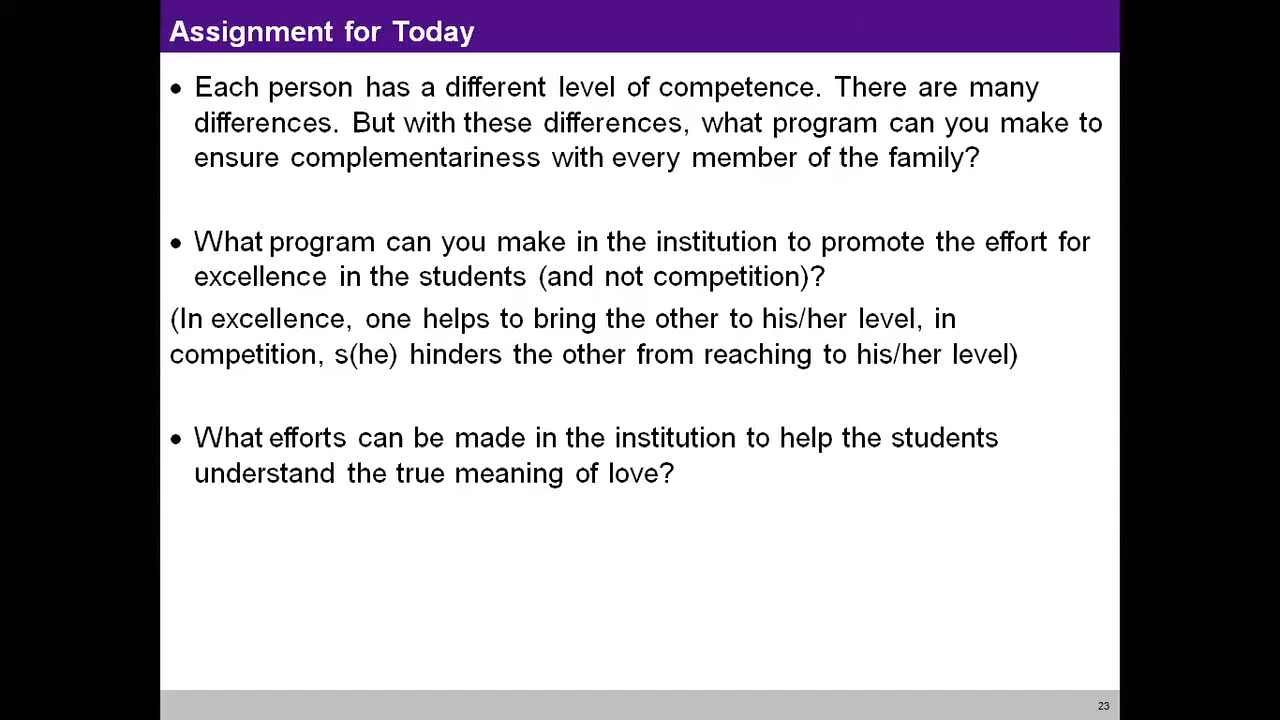 Assignment for Today
• Each person has a different level of competence. There are many
differences. But with these differences, what program can you make to
ensure complementariness with every member of the family?
• What program can you make in the institution to promote the effort for
excellence in the students (and not competition)?
(In excellence, one helps to bring the other to his/her level, in
competition, s(he) hinders the other from reaching to his/her level)
• What efforts can be made in the institution to help the students
understand the true meaning of love?
23